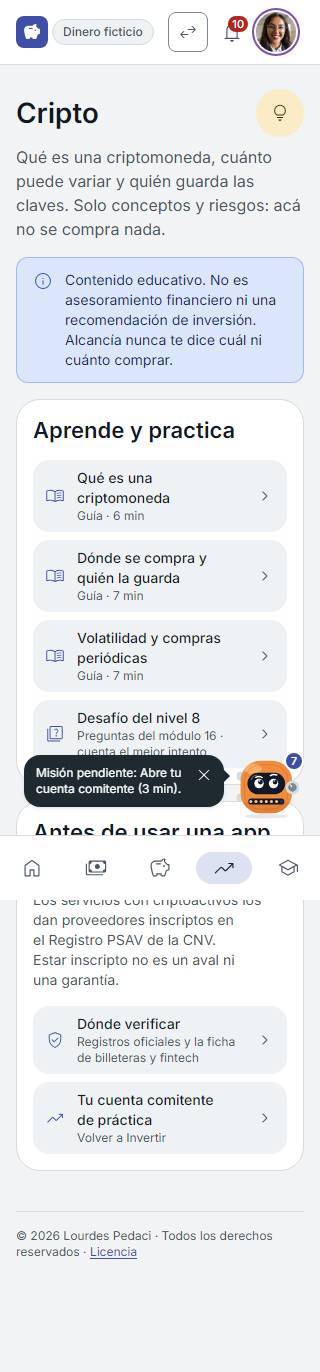 Dinero ficticio
10
Cripto
Qué es una criptomoneda, cuánto
puede variar y quién guarda las
claves. Solo conceptos y riesgos: acá
no se compra nada.
Contenido educativo. No es
asesoramiento financiero ni una
recomendación de inversión.
Alcancía nunca te dice cuál ni
cuánto comprar.
Aprende y practica
Qué es una
criptomoneda
Guía · 6 min
Dónde se compra y
quién la guarda
Guía · 7 min
Volatilidad y compras
periódicas
Guía · 7 min
Desafío del nivel 8
Preguntas del módulo 16 ·
cuenta el mejor intento
Misión pendiente: Abre tu
cuenta comitente (3 min).
7
Antes de usar una app
Los servicios con criptoactivos los
dan proveedores inscriptos en
el Registro PSAV de la CNV.
Estar inscripto no es un aval ni
una garantía.
Dónde verificar
Registros oficiales y la ficha
de billeteras y fintech
Tu cuenta comitente
de práctica
Volver a Invertir
© 2026 Lourdes Pedaci · Todos los derechos
reservados · Licencia